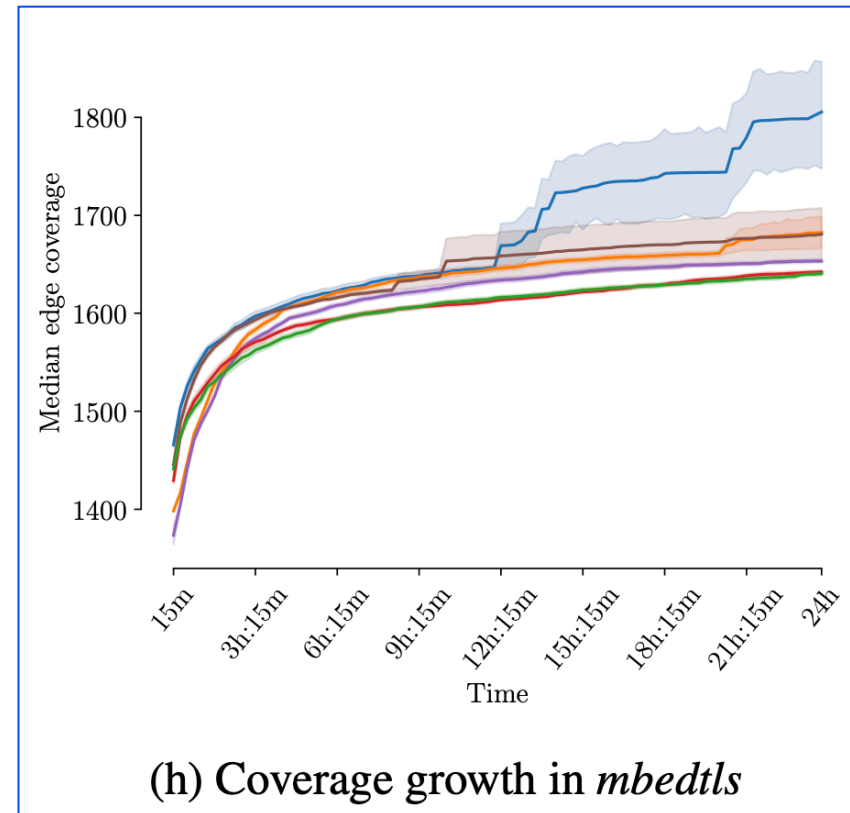 1800
1700
1600
1500
1400
Median edge coverage
15m
3h:15m
6h:15m
9h:15m
12h:15m
15h:15m
18h:15m
21h:15m
24h
Time
(h) Coverage growth in mbedtls